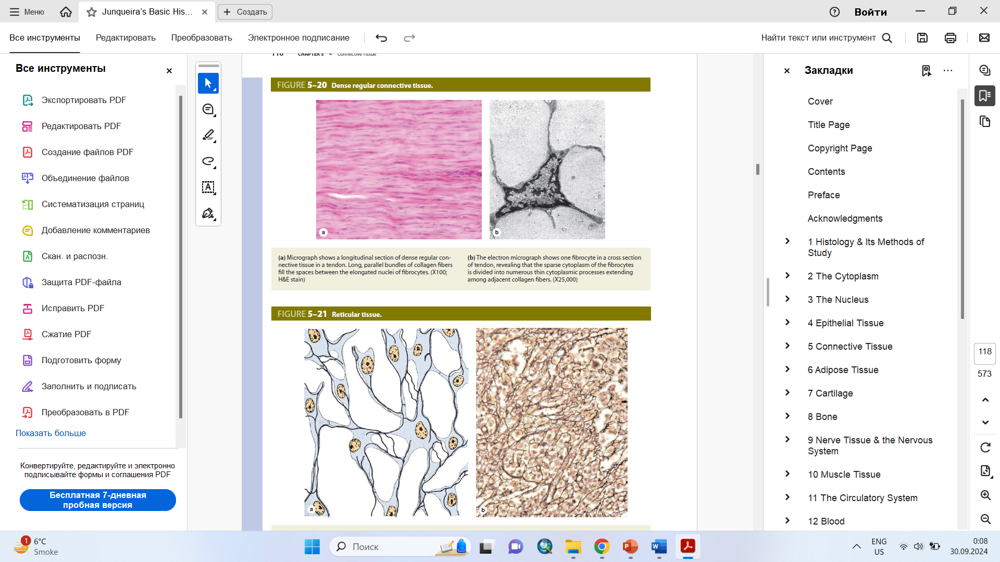 Меню
Junqueira’s Basic His...
Создать
Войти
Все инструменты
Редактировать
Преобразовать
Электронное подписание
Найти текст или инструмент
Все инструменты
Экспортировать PDF
Редактировать PDF
Создание файлов PDF
Объединение файлов
Систематизация страниц
Добавление комментариев
Скан. и распозн.
Защита PDF-файла
Исправить PDF
Сжатие PDF
Подготовить форму
Заполнить и подписать
Преобразовать в PDF
Показать больше
Конвертируйте, редактируйте и электронно
подписывайте формы и соглашения PDF
Бесплатная 7-дневная
пробная версия
118 CHAPTER 5 ■ Connective Tissue
FIGURE 5–20 Dense regular connective tissue.
a
b
(a) Micrograph shows a longitudinal section of dense regular con-
nective tissue in a tendon. Long, parallel bundles of collagen fibers
fill the spaces between the elongated nuclei of fibrocytes. (X100;
H&E stain)
(b) The electron micrograph shows one fibrocyte in a cross section
of tendon, revealing that the sparse cytoplasm of the fibrocytes
is divided into numerous thin cytoplasmic processes extending
among adjacent collagen fibers. (X25,000)
FIGURE 5–21 Reticular tissue.
a
b
Закладки
Cover
Title Page
Copyright Page
Contents
Preface
Acknowledgments
1 Histology & Its Methods of
Study
2 The Cytoplasm
3 The Nucleus
4 Epithelial Tissue
5 Connective Tissue
6 Adipose Tissue
7 Cartilage
8 Bone
9 Nerve Tissue & the Nervous
System
10 Muscle Tissue
11 The Circulatory System
12 Blood
118
573
1
6°C
Smoke
Поиск
ENG
US
0:08
30.09.2024